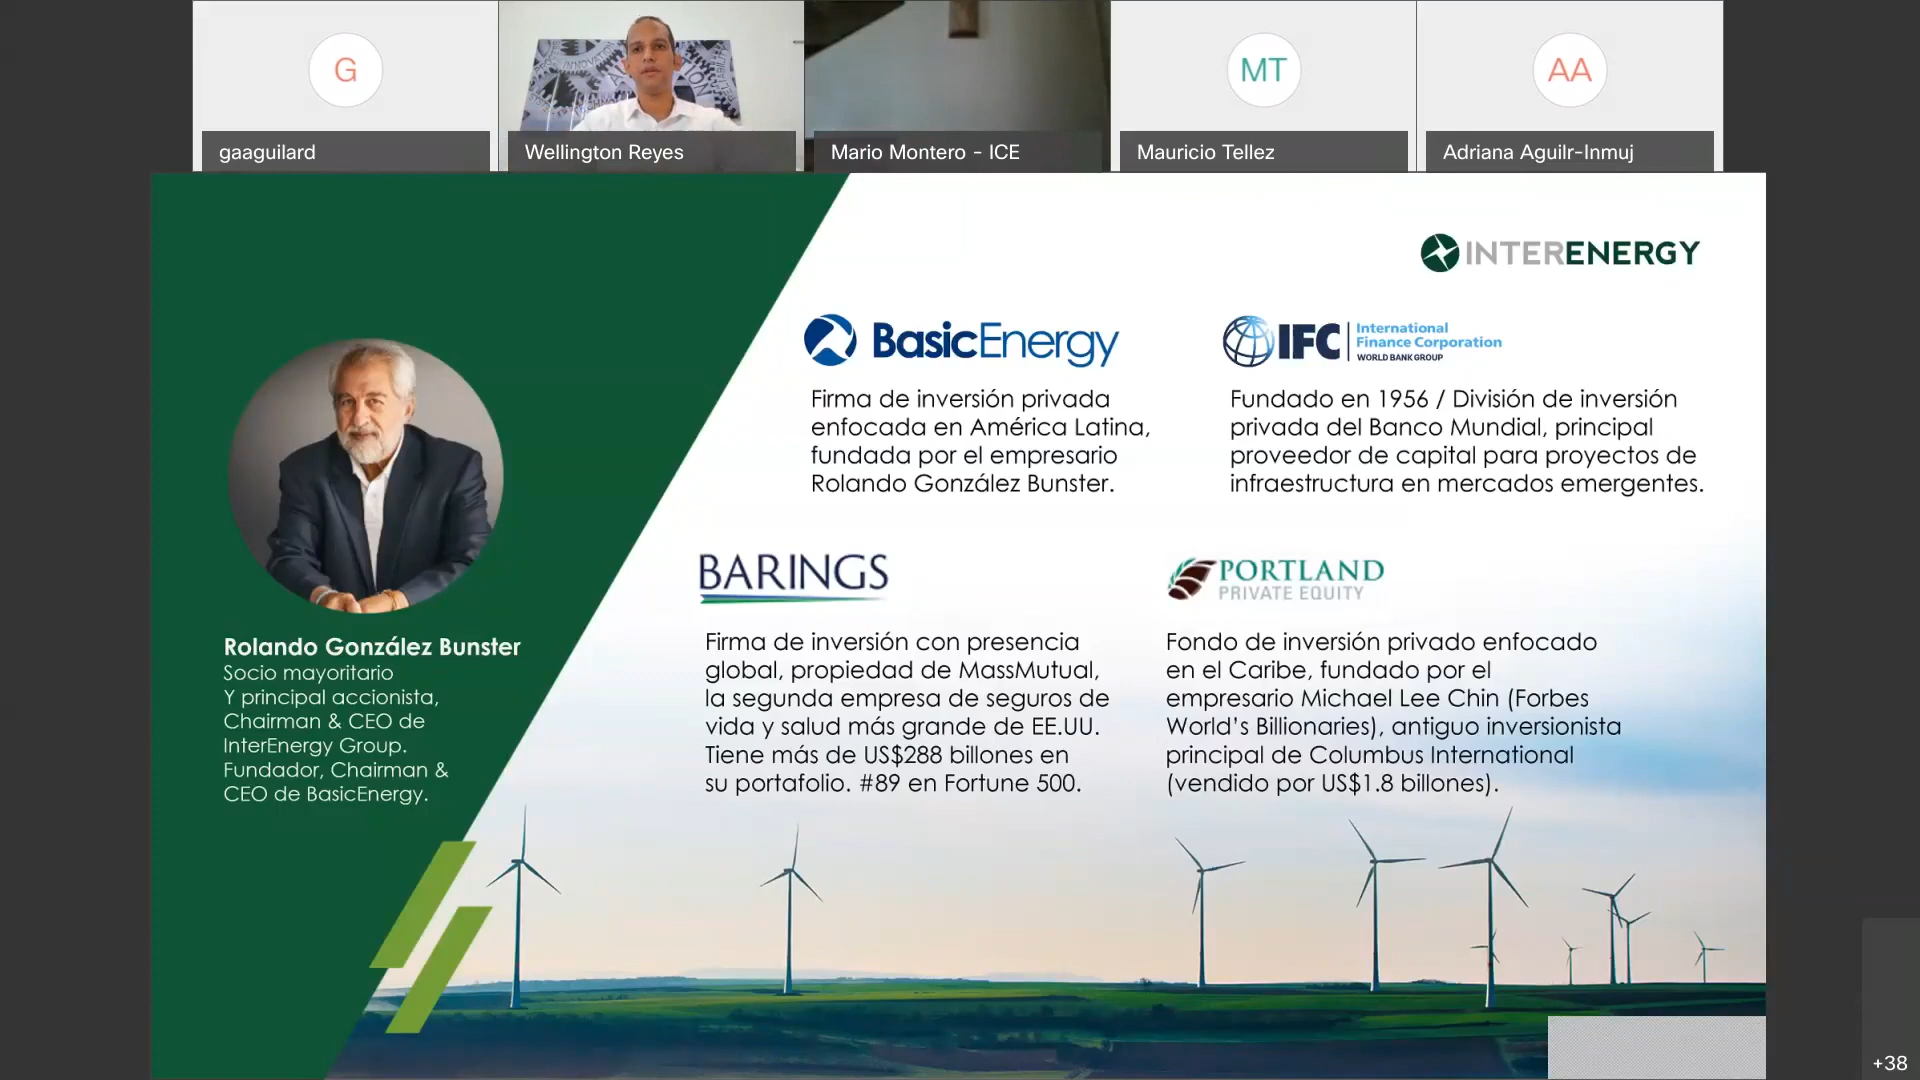 G
MT
AA
gaaguilard
Wellington Reyes
Mario Montero - ICE
Mauricio Tellez
Adriana Aguilr-Inmuj
INTERENERGY
BasicEnergy
Firma de inversión privada
enfocada en América Latina,
fundada por el empresario
Rolando González Bunster.
IFC
International
Finance Corporation
WORLD BANK GROUP
Fundado en 1956 / División de inversión
privada del Banco Mundial, principal
proveedor de capital para proyectos de
infraestructura en mercados emergentes.
Rolando González Bunster
Socio mayoritario
Y principal accionista,
Chairman & CEO de
InterEnergy Group.
Fundador, Chairman &
CEO de BasicEnergy.
BARINGS
Firma de inversión con presencia
global, propiedad de MassMutual,
la segunda empresa de seguros de
vida y salud más grande de EE.UU.
Tiene más de US$288 billones en
su portafolio. #89 en Fortune 500.
PORTLAND
PRIVATE EQUITY
Fondo de inversión privado enfocado
en el Caribe, fundado por el
empresario Michael Lee Chin (Forbes
World's Billionaries), antiguo inversionista
principal de Columbus International
(vendido por US$1.8 billones).
+38